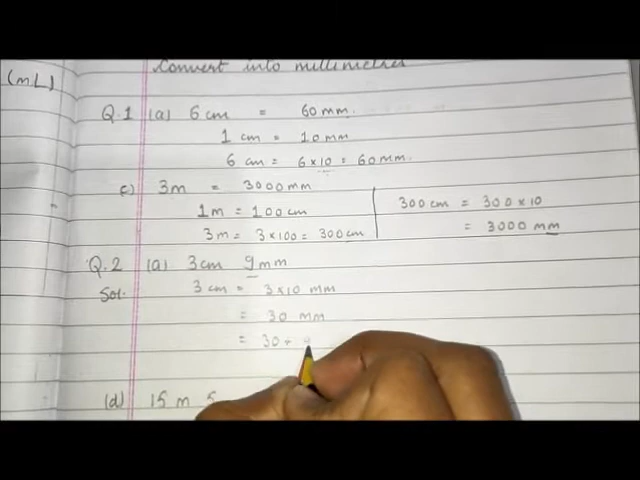 Convert into millimetres
(mL)
Q.1 (a) 6 cm = 60 mm.
1 cm = 10 mm
6 cm = 6×10 = 60 mm.
c) 3m = 3000 mm
1m = 100 cm
3m = 3×100 = 300 cm
300 cm = 300×10
= 3000 mm
Q.2 (a) 3 cm 9 mm
Sol. 3 cm = 3×10 mm
= 30 mm
= 30+
(d) 15 m